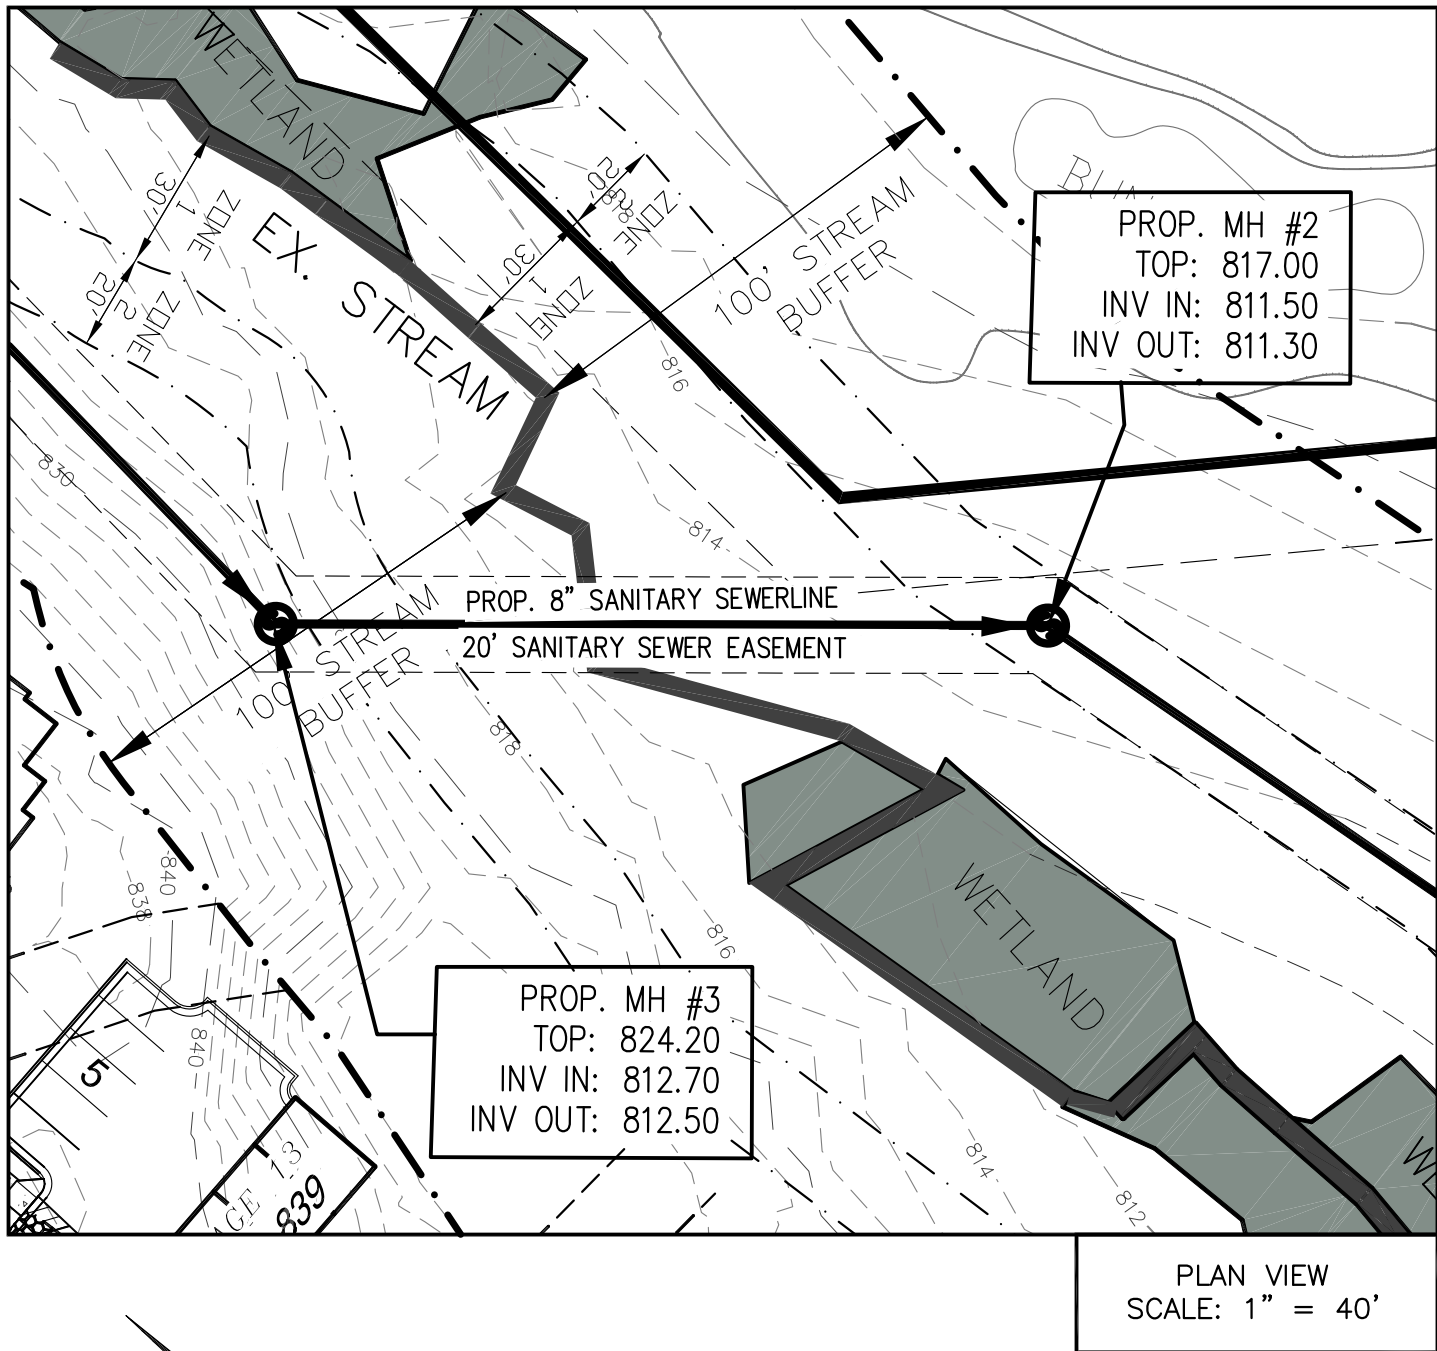 WETLAND
30'
ZONE
1
20'
ZONE
2
EX. STREAM
20'
818
ZONE
30'
ZONE
1
100' STREAM
BUFFER
PROP. MH #2
TOP: 817.00
INV IN: 811.50
INV OUT: 811.30
816
830
814
PROP. 8" SANITARY SEWERLINE
20' SANITARY SEWER EASEMENT
100' STREAM
BUFFER
818
840
838
816
WETLAND
PROP. MH #3
TOP: 824.20
INV IN: 812.70
INV OUT: 812.50
840
5
13
839
814
812
PLAN VIEW
SCALE: 1" = 40'